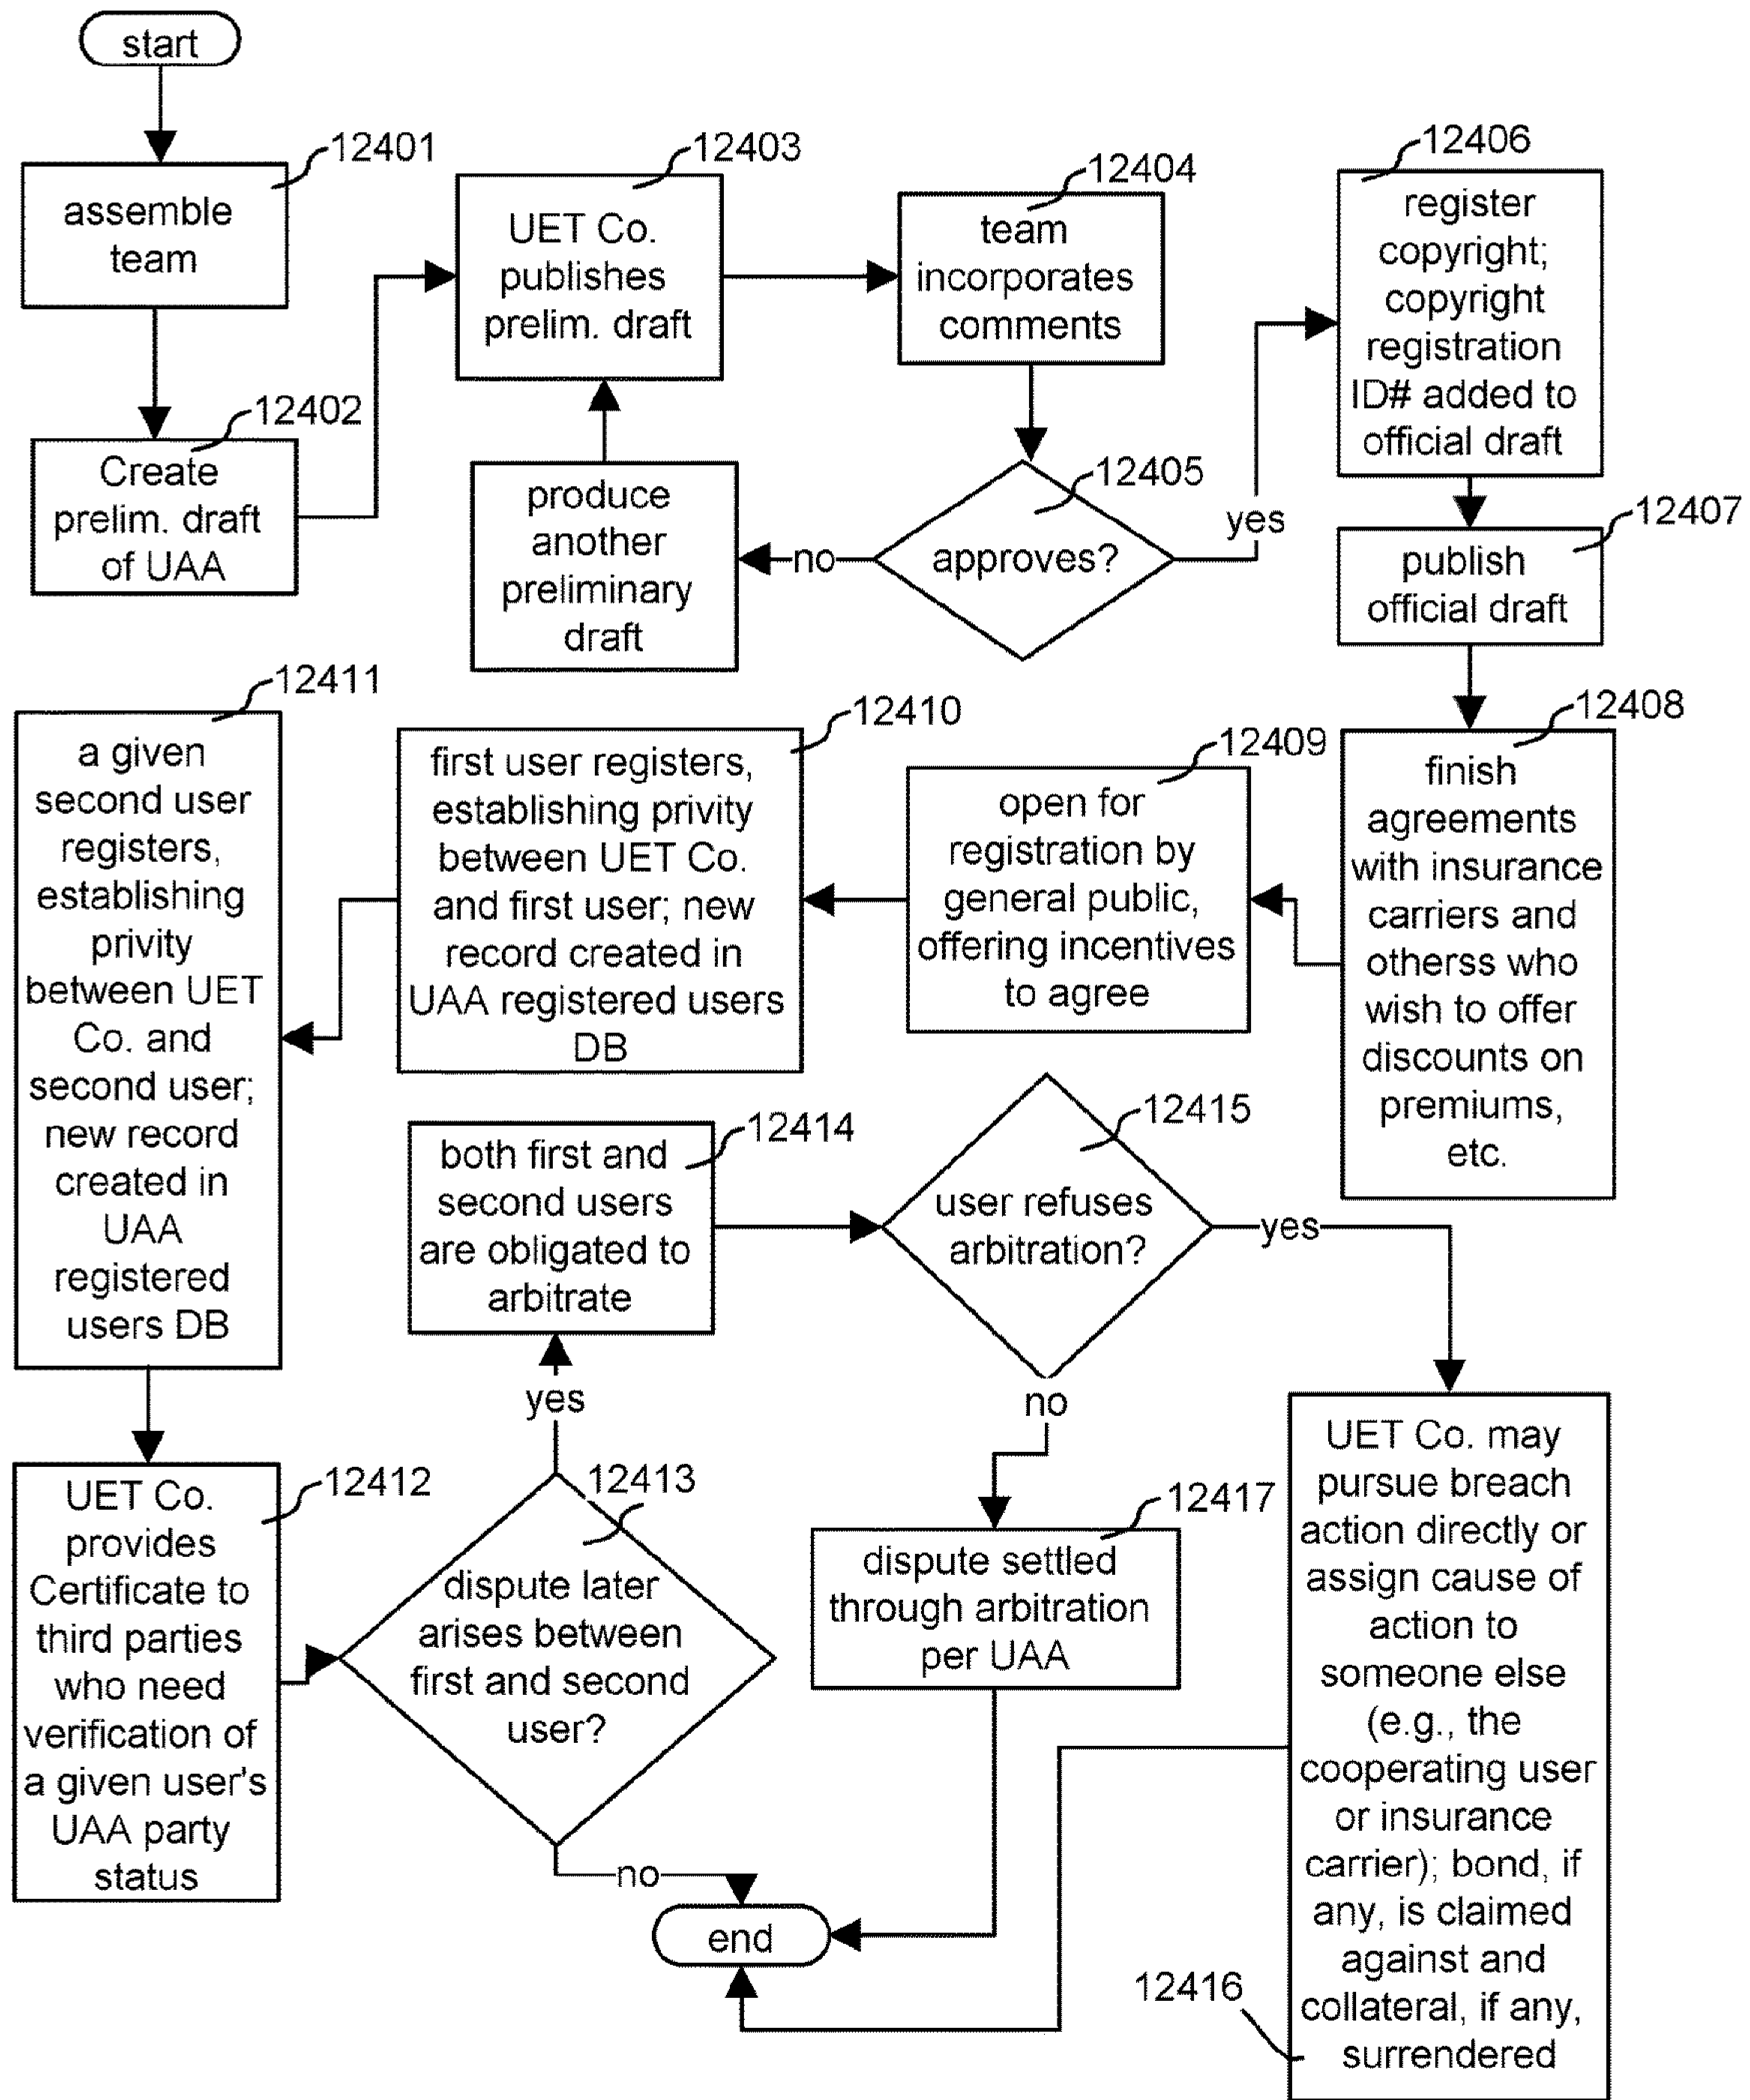 start
12401
assemble
team
12402
Create
prelim. draft
of UAA
12403
UET Co.
publishes
prelim. draft
12404
team
incorporates
comments
12405
approves?
no
produce
another
preliminary
draft
yes
12406
register
copyright;
copyright
registration
ID# added to
official draft
12407
publish
official draft
12408
finish
agreements
with insurance
carriers and
otherss who
wish to offer
discounts on
premiums,
etc.
12409
open for
registration by
general public,
offering incentives
to agree
12410
first user registers,
establishing privity
between UET Co.
and first user; new
record created in
UAA registered users
DB
12411
a given
second user
registers,
establishing
privity
between UET
Co. and
second user;
new record
created in
UAA
registered
users DB
12412
UET Co.
provides
Certificate to
third parties
who need
verification of
a given user's
UAA party
status
12413
dispute later
arises between
first and second
user?
yes
no
12414
both first and
second users
are obligated to
arbitrate
12415
user refuses
arbitration?
yes
no
12417
dispute settled
through arbitration
per UAA
UET Co. may
pursue breach
action directly or
assign cause of
action to
someone else
(e.g., the
cooperating user
or insurance
carrier); bond, if
any, is claimed
against and
collateral, if any,
surrendered
12416
end